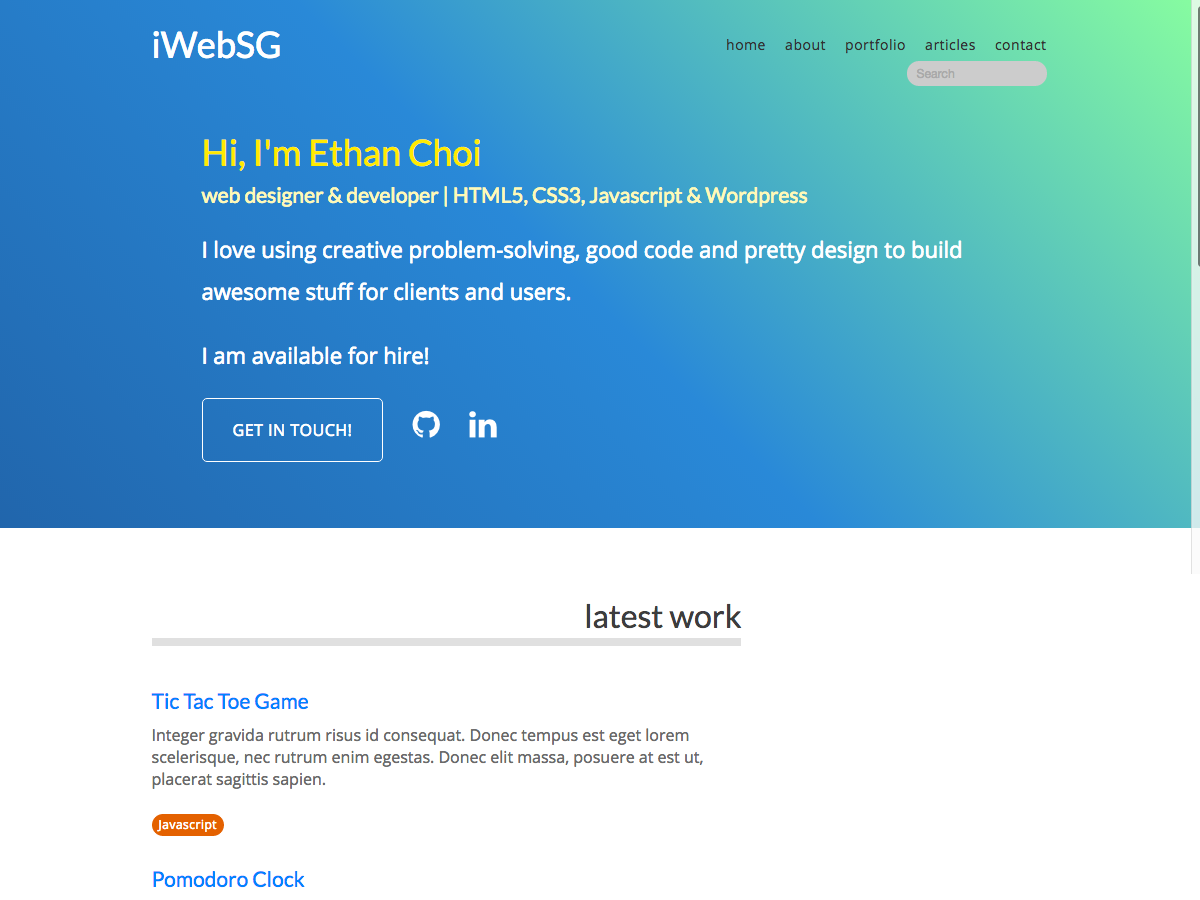 iWebSG
home about portfolio articles contact
Search
Hi, I'm Ethan Choi
web designer & developer | HTML5, CSS3, Javascript & Wordpress
I love using creative problem-solving, good code and pretty design to build
awesome stuff for clients and users.
I am available for hire!
GET IN TOUCH!
in
latest work
Tic Tac Toe Game
Integer gravida rutrum risus id consequat. Donec tempus est eget lorem
scelerisque, nec rutrum enim egestas. Donec elit massa, posuere at est ut,
placerat sagittis sapien.
Javascript
Pomodoro Clock